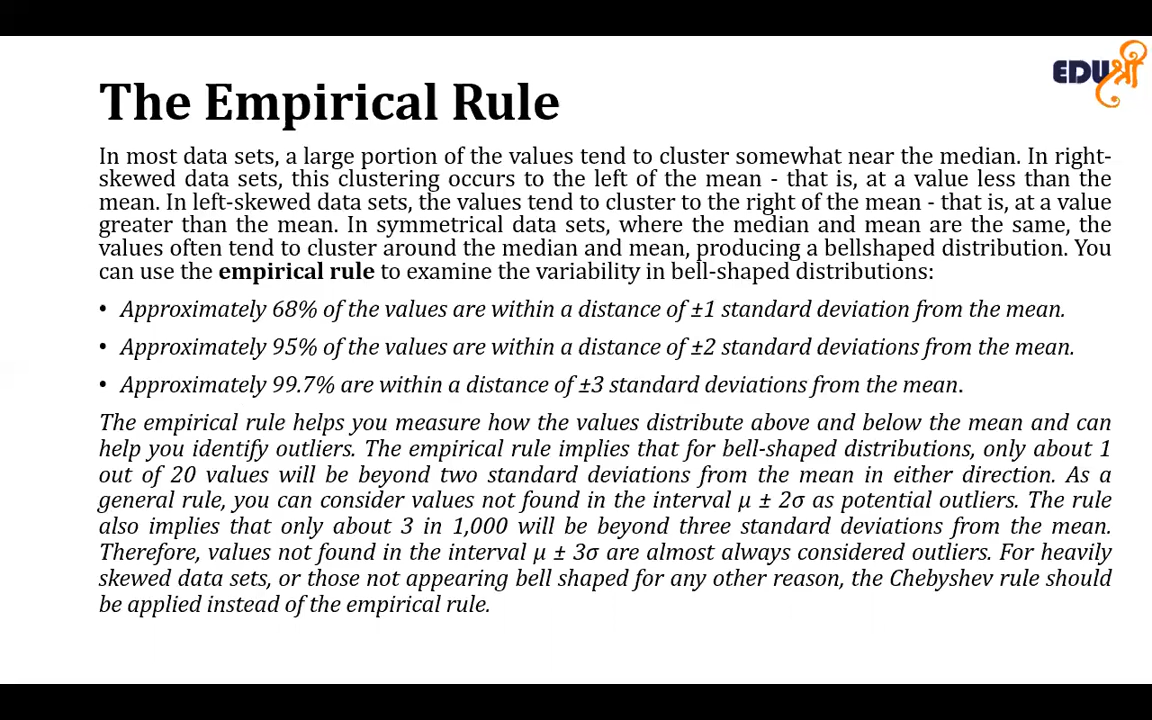 EDUश्री
The Empirical Rule
In most data sets, a large portion of the values tend to cluster somewhat near the median. In right-
skewed data sets, this clustering occurs to the left of the mean - that is, at a value less than the
mean. In left-skewed data sets, the values tend to cluster to the right of the mean - that is, at a value
greater than the mean. In symmetrical data sets, where the median and mean are the same, the
values often tend to cluster around the median and mean, producing a bellshaped distribution. You
can use the empirical rule to examine the variability in bell-shaped distributions:
• Approximately 68% of the values are within a distance of ±1 standard deviation from the mean.
• Approximately 95% of the values are within a distance of ±2 standard deviations from the mean.
• Approximately 99.7% are within a distance of ±3 standard deviations from the mean.
The empirical rule helps you measure how the values distribute above and below the mean and can
help you identify outliers. The empirical rule implies that for bell-shaped distributions, only about 1
out of 20 values will be beyond two standard deviations from the mean in either direction. As a
general rule, you can consider values not found in the interval μ ± 2σ as potential outliers. The rule
also implies that only about 3 in 1,000 will be beyond three standard deviations from the mean.
Therefore, values not found in the interval μ ± 3σ are almost always considered outliers. For heavily
skewed data sets, or those not appearing bell shaped for any other reason, the Chebyshev rule should
be applied instead of the empirical rule.